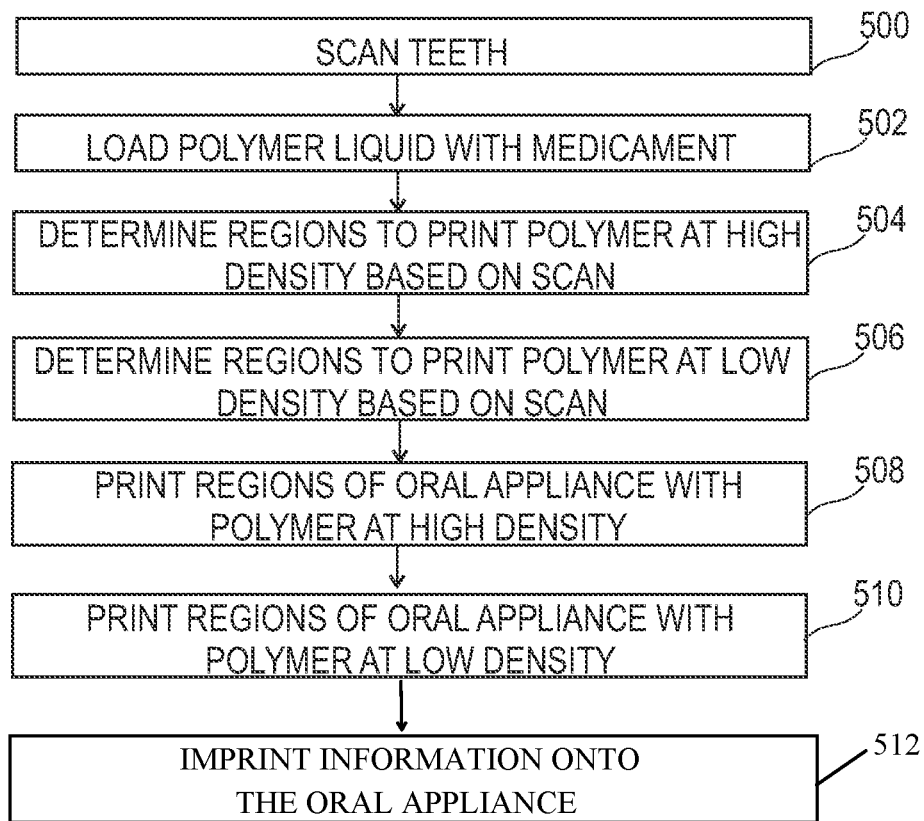 500
SCAN TEETH
502
LOAD POLYMER LIQUID WITH MEDICAMENT
504
DETERMINE REGIONS TO PRINT POLYMER AT HIGH
DENSITY BASED ON SCAN
506
DETERMINE REGIONS TO PRINT POLYMER AT LOW
DENSITY BASED ON SCAN
508
PRINT REGIONS OF ORAL APPLIANCE WITH
POLYMER AT HIGH DENSITY
510
PRINT REGIONS OF ORAL APPLIANCE WITH
POLYMER AT LOW DENSITY
512
IMPRINT INFORMATION ONTO
THE ORAL APPLIANCE